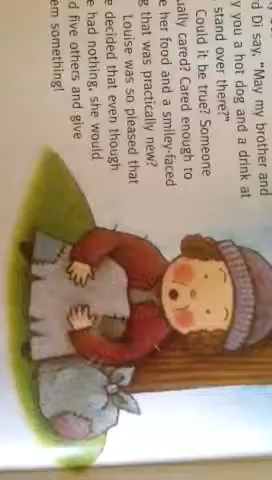 d Di say, "May my brother and
y you a hot dog and a drink at
stand over there?"
Could it be true? Someone
ually cared? Cared enough to
e her food and a smiley-faced
g that was practically new?
Louise was so pleased that
e decided that even though
e had nothing, she would
d five others and give
em something!